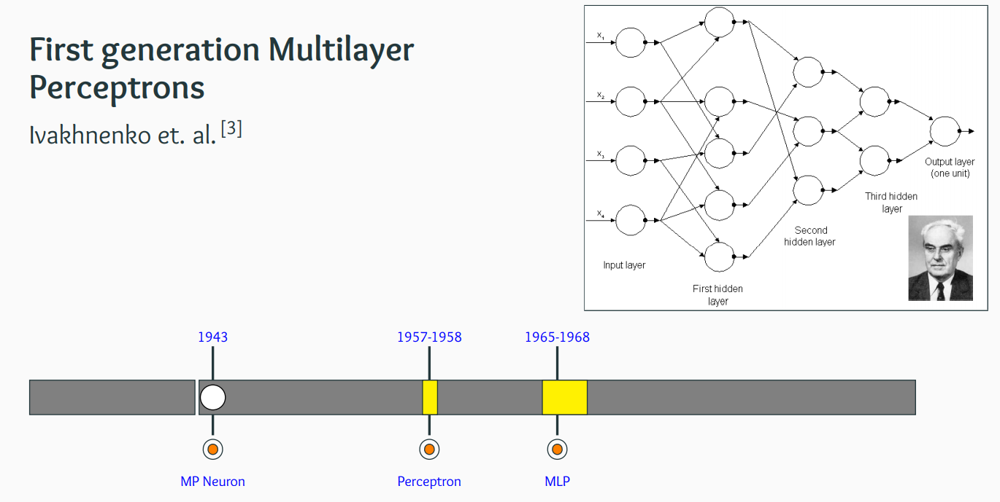 First generation Multilayer
Perceptrons
Ivakhnenko et. al. [3]
x1
x2
x3
x4
Input layer
First hidden
layer
Second
hidden layer
Third hidden
layer
Output layer
(one unit)
1943
1957-1958
1965-1968
MP Neuron
Perceptron
MLP